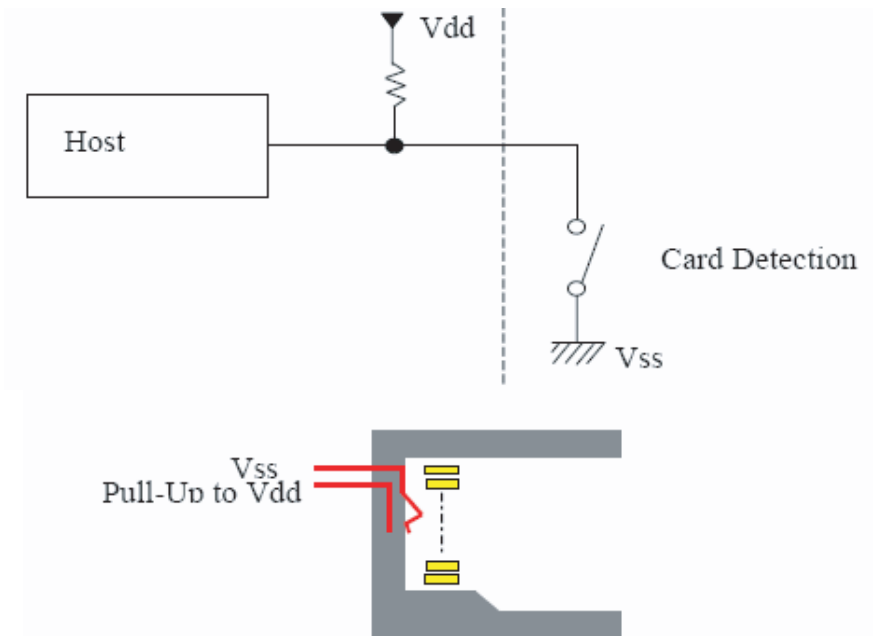 Vdd
Host
Card Detection
Vss
Vss
Pull-Up to Vdd